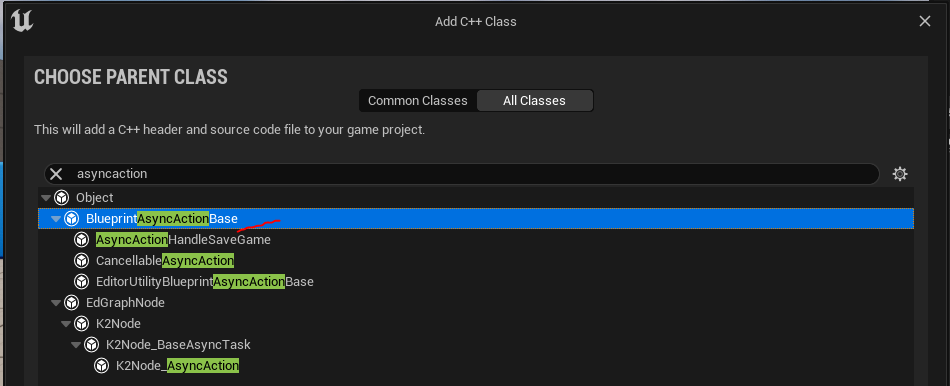 Add C++ Class
CHOOSE PARENT CLASS
Common Classes All Classes
This will add a C++ header and source code file to your game project.
asyncaction
Object
BlueprintAsyncActionBase
AsyncActionHandleSaveGame
CancellableAsyncAction
EditorUtilityBlueprintAsyncActionBase
EdGraphNode
K2Node
K2Node_BaseAsyncTask
K2Node_AsyncAction